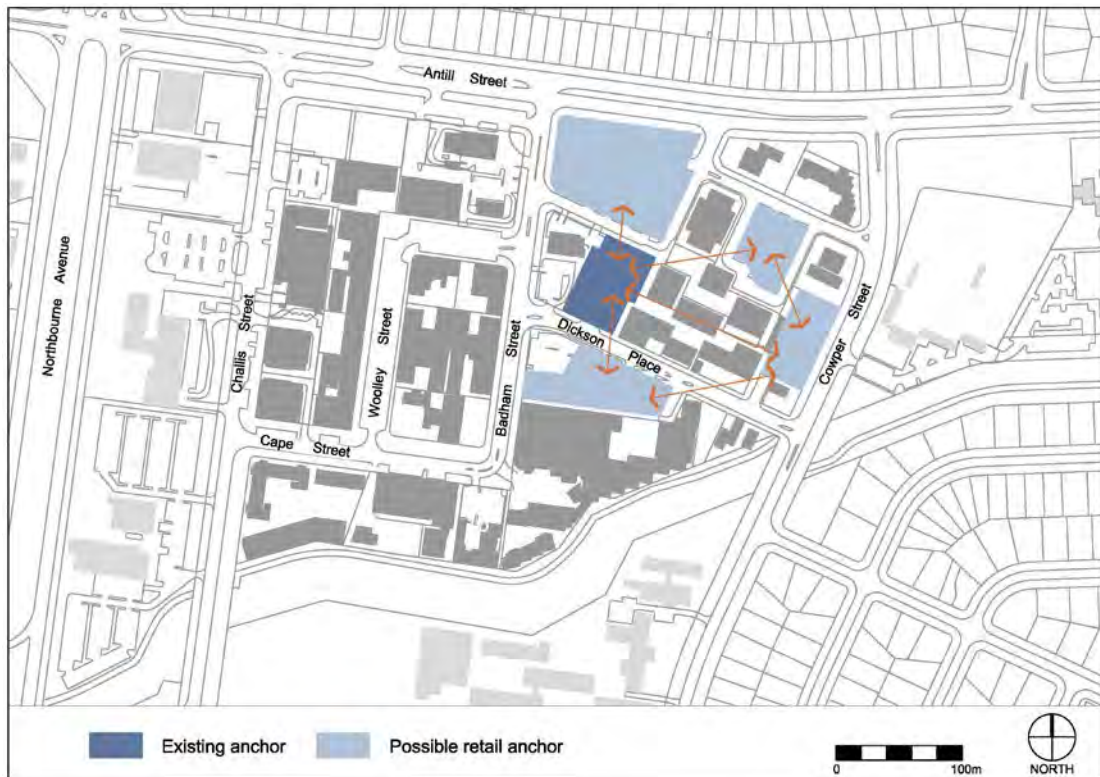 Antill Street
Northbourne Avenue
Challis Street
Woolley Street
Badham Street
Dickson Place
Cowper Street
Cape Street
Existing anchor
Possible retail anchor
0 100m
NORTH